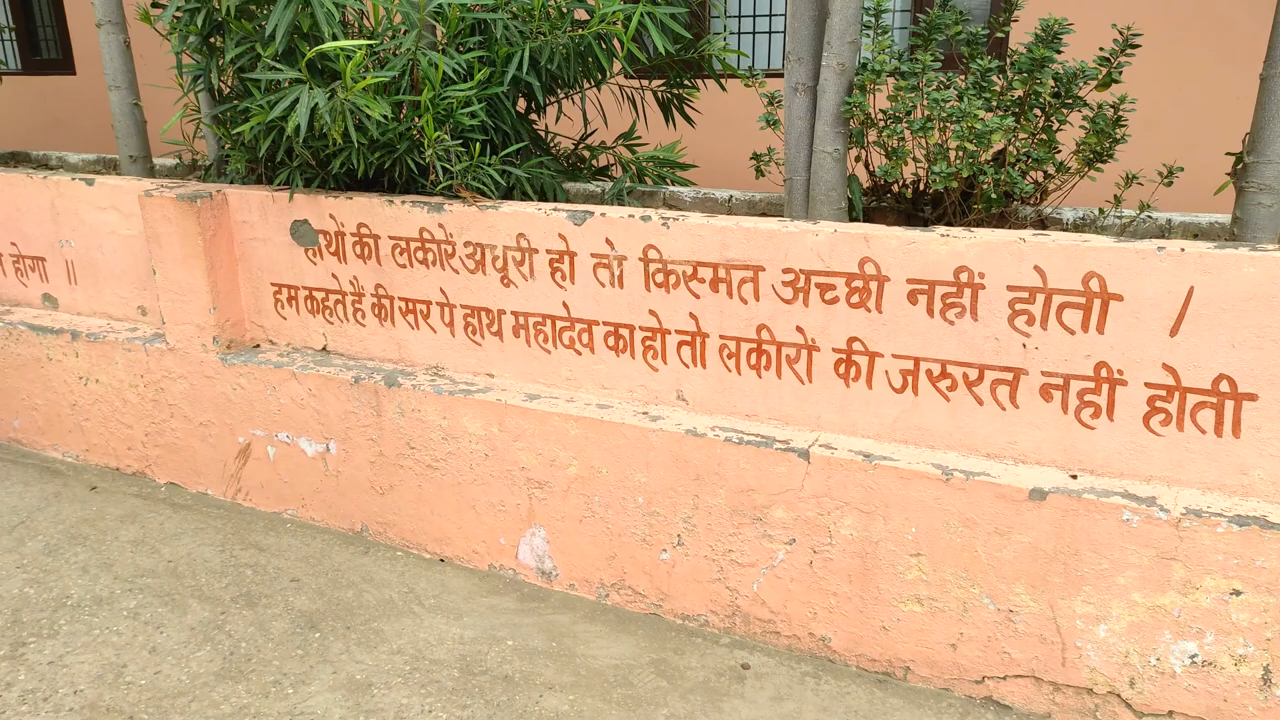 होगा ॥
हाथों की लकीरें अधूरी हो तो किस्मत अच्छी नहीं होती ।
हम कहते हैं की सर पे हाथ महादेव का हो तो लकीरों की जरुरत नहीं होती